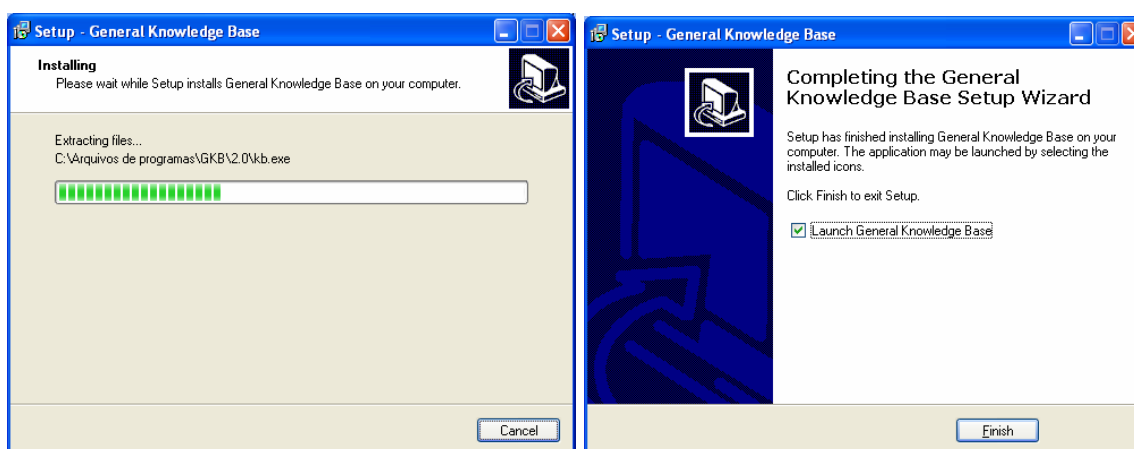 Setup - General Knowledge Base
Installing
Please wait while Setup installs General Knowledge Base on your computer.
Extracting files...
C:\Arquivos de programas\GKB\2.0\kb.exe
Cancel
Setup - General Knowledge Base
Completing the General
Knowledge Base Setup Wizard
Setup has finished installing General Knowledge Base on your
computer. The application may be launched by selecting the
installed icons.
Click Finish to exit Setup.
Launch General Knowledge Base
Finish